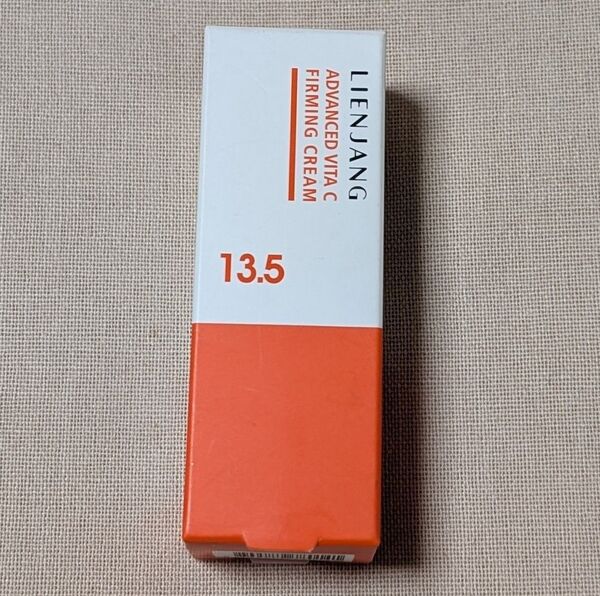 LIENJANG
ADVANCED VITA C
FIRMING CREAM
13.5